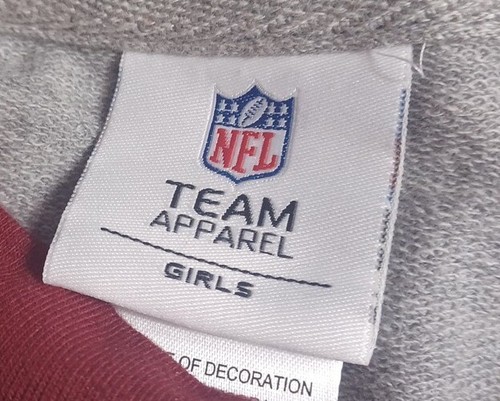 NFL
TEAM
APPAREL
GIRLS
OF DECORATION